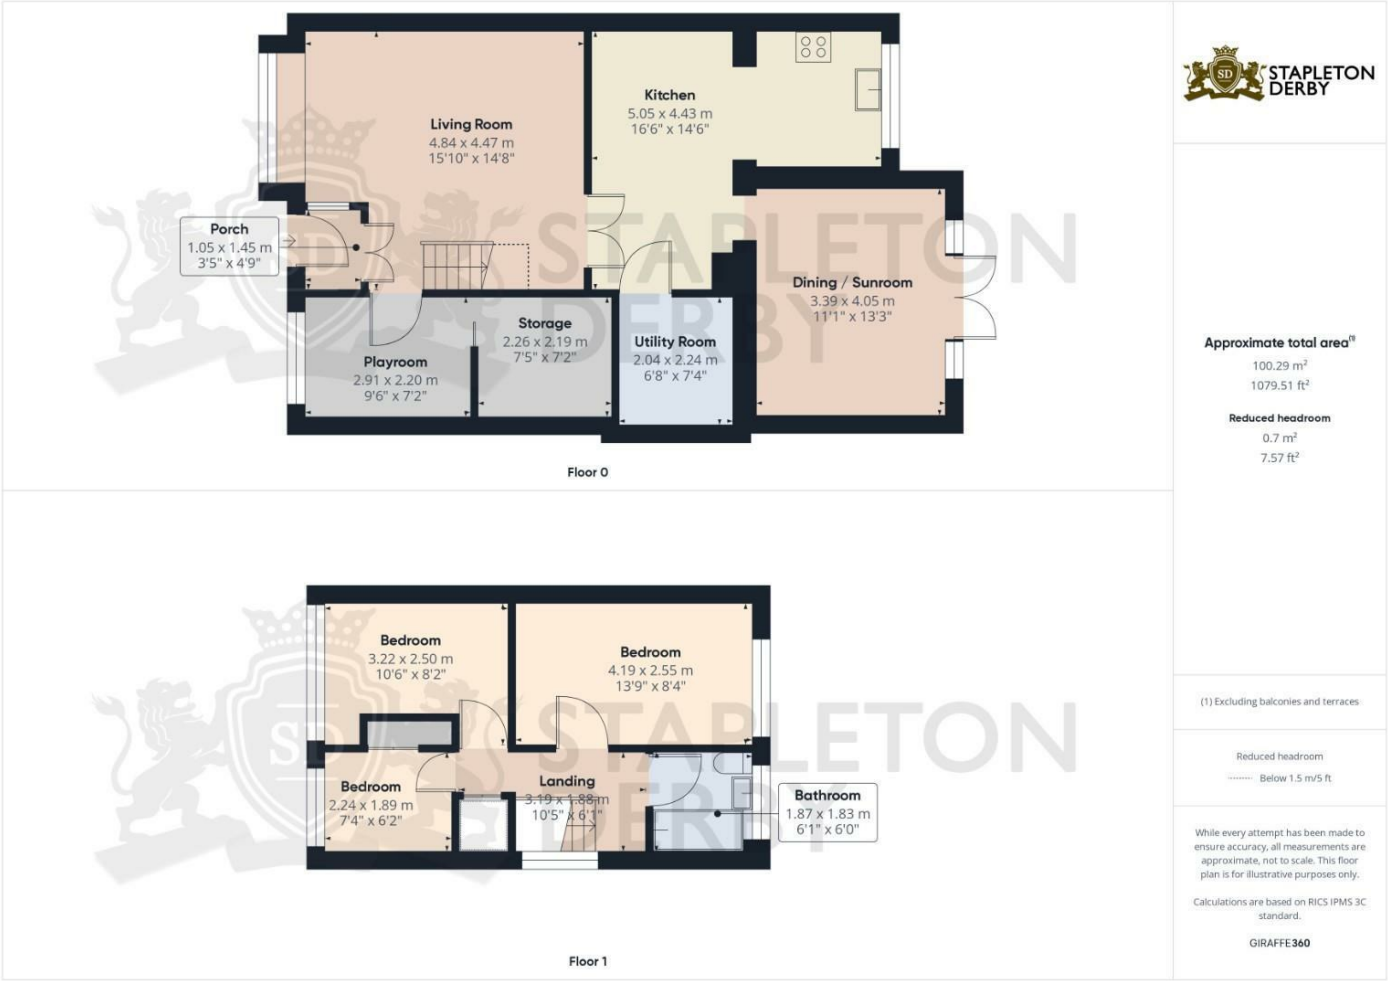 Living Room
4.84 x 4.47 m
15'10" x 14'8"
Kitchen
5.05 x 4.43 m
16'6" x 14'6"
Porch
1.05 x 1.45 m
3'5" x 4'9"
Dining / Sunroom
3.39 x 4.05 m
11'1" x 13'3"
Storage
2.26 x 2.19 m
7'5" x 7'2"
Utility Room
2.04 x 2.24 m
6'8" x 7'4"
Playroom
2.91 x 2.20 m
9'6" x 7'2"
SD
STAPLETON
DERBY
Floor 0
Bedroom
3.22 x 2.50 m
10'6" x 8'2"
Bedroom
4.19 x 2.55 m
13'9" x 8'4"
Bedroom
2.24 x 1.89 m
7'4" x 6'2"
Landing
3.19 x 1.88 m
10'5" x 6'1"
Bathroom
1.87 x 1.83 m
6'1" x 6'0"
SD
STAPLETON
DERBY
Floor 1
SD
STAPLETON
DERBY
Approximate total area(1)
100.29 m²
1079.51 ft²
Reduced headroom
0.7 m²
7.57 ft²
(1) Excluding balconies and terraces
Reduced headroom
Below 1.5 m/5 ft
While every attempt has been made to
ensure accuracy, all measurements are
approximate, not to scale. This floor
plan is for illustrative purposes only.
Calculations are based on RICS IPMS 3C
standard.
GIRAFFE360